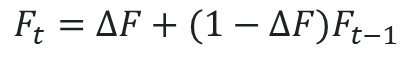 F_t = ΔF + (1 − ΔF)F_{t−1}